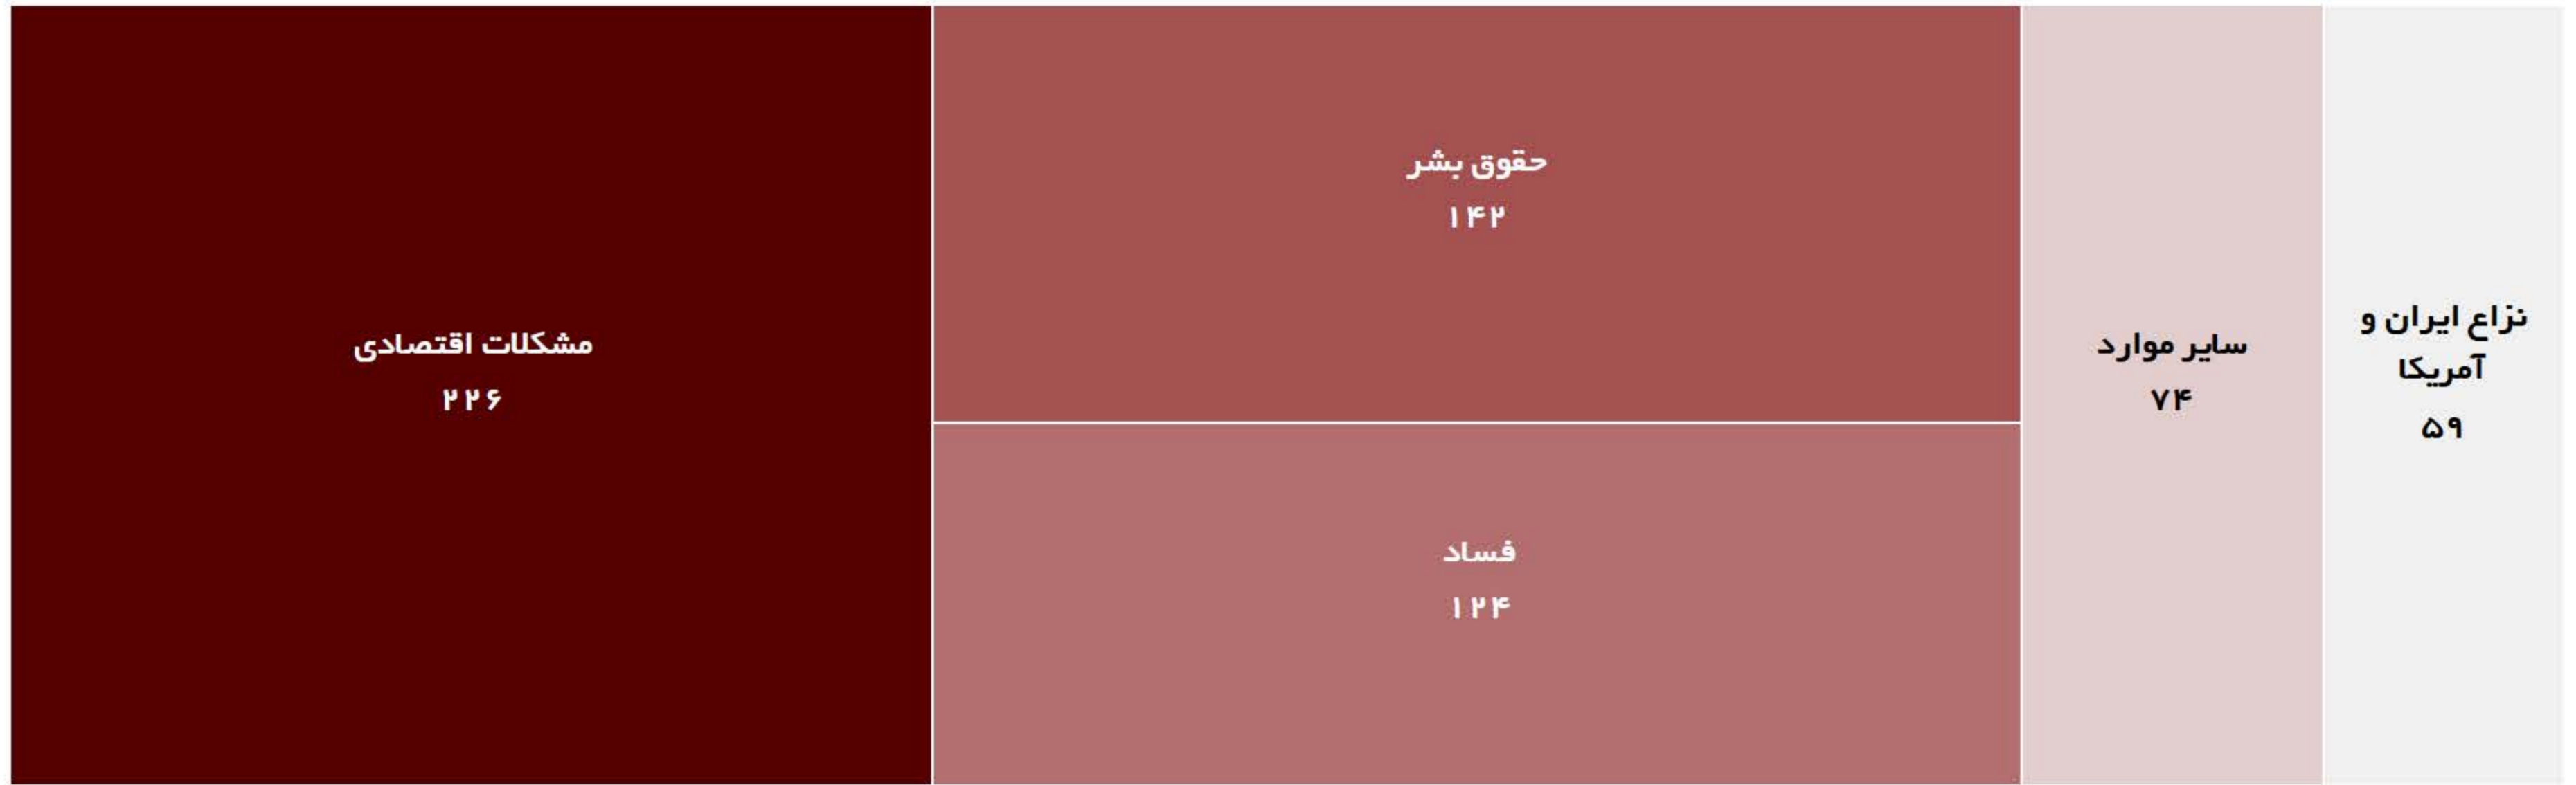 مشکلات اقتصادی
۲۲۶
حقوق بشر
۱۴۲
فساد
۱۲۴
سایر موارد
۷۴
نزاع ایران و
آمریکا
۵۹